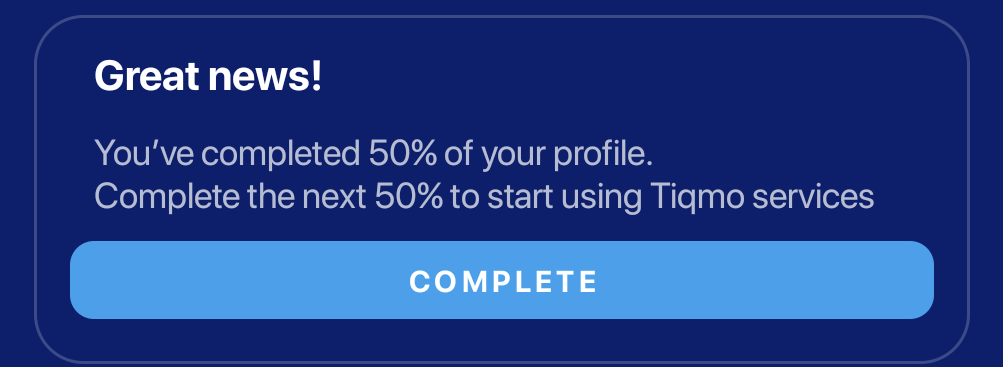 Great news!
You’ve completed 50% of your profile.
Complete the next 50% to start using Tiqmo services
COMPLETE